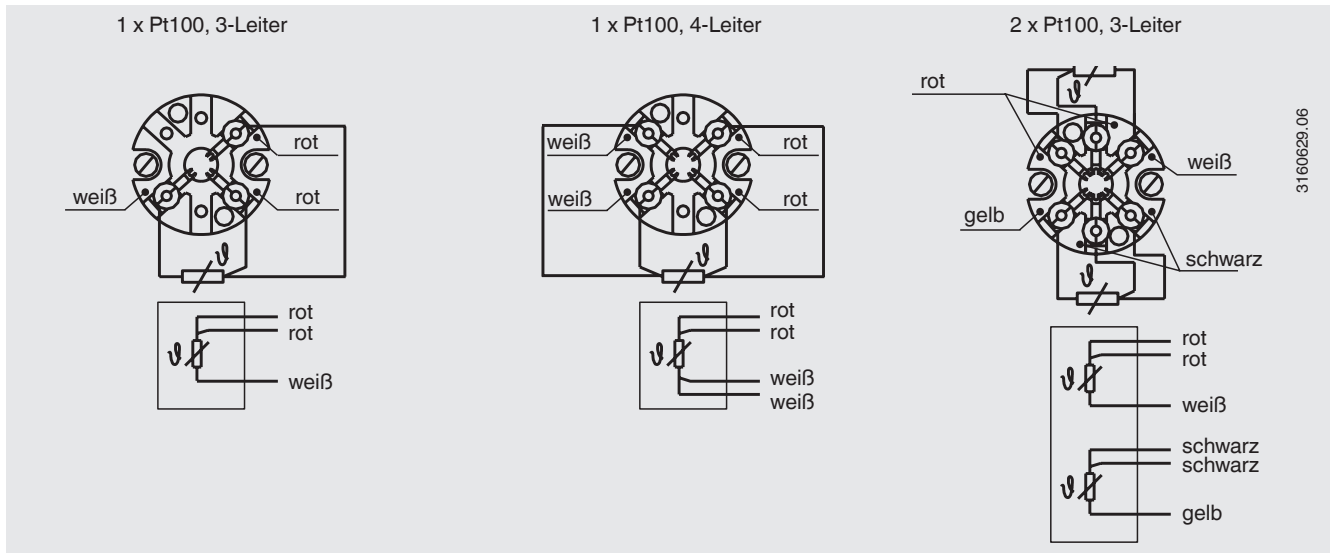 1 x Pt100, 3-Leiter
rot
weiß
rot
ϑ
ϑ
rot
rot
weiß
1 x Pt100, 4-Leiter
weiß
rot
weiß
rot
ϑ
ϑ
rot
rot
weiß
weiß
2 x Pt100, 3-Leiter
rot
ϑ
weiß
gelb
schwarz
ϑ
ϑ
rot
rot
weiß
ϑ
schwarz
schwarz
gelb
3160629.06